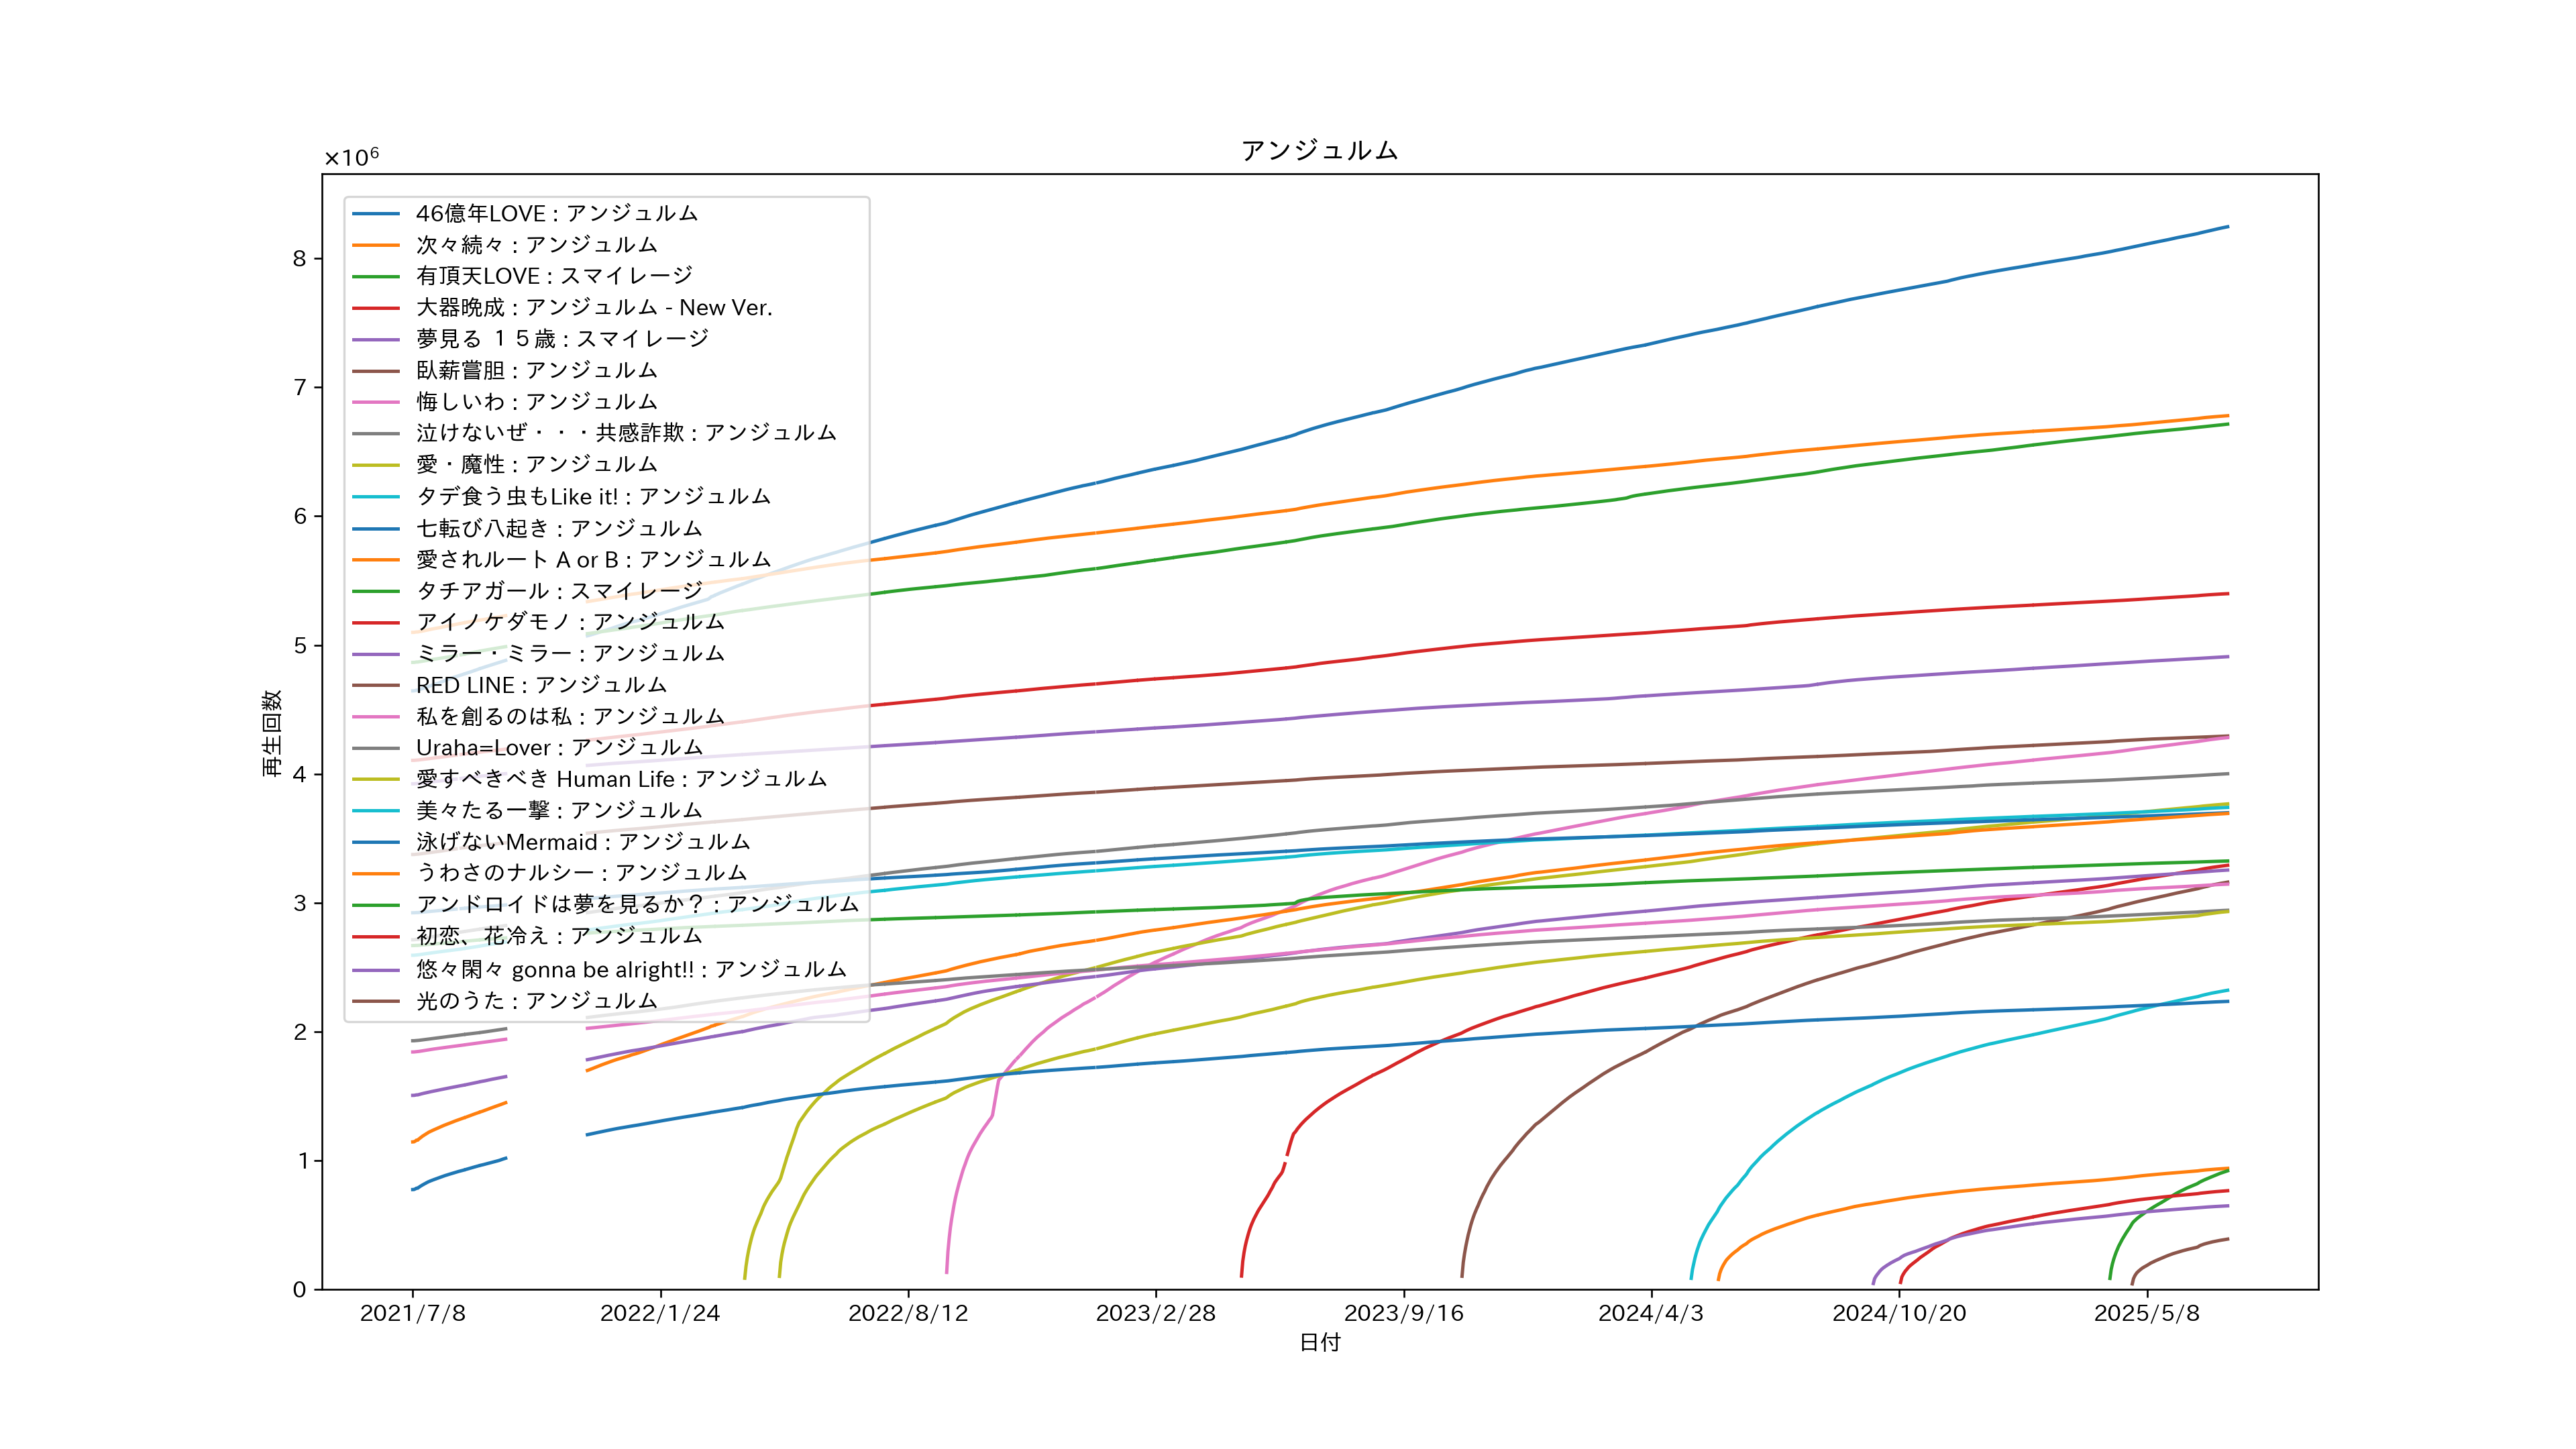 アンジュルム
×10⁶
46億年LOVE : アンジュルム
次々続々 : アンジュルム
有頂天LOVE : スマイレージ
大器晩成 : アンジュルム - New Ver.
夢見る １５歳 : スマイレージ
臥薪嘗胆 : アンジュルム
悔しいわ : アンジュルム
泣けないぜ・・・共感詐欺 : アンジュルム
愛・魔性 : アンジュルム
タデ食う虫もLike it! : アンジュルム
七転び八起き : アンジュルム
愛されルート A or B : アンジュルム
タチアガール : スマイレージ
アイノケダモノ : アンジュルム
ミラー・ミラー : アンジュルム
RED LINE : アンジュルム
私を創るのは私 : アンジュルム
Uraha=Lover : アンジュルム
愛すべきべき Human Life : アンジュルム
美々たる一撃 : アンジュルム
泳げないMermaid : アンジュルム
うわさのナルシー : アンジュルム
アンドロイドは夢を見るか？ : アンジュルム
初恋、花冷え : アンジュルム
悠々閑々 gonna be alright!! : アンジュルム
光のうた : アンジュルム
8
7
6
5
4
3
2
1
0
再生回数
2021/7/8 2022/1/24 2022/8/12 2023/2/28 2023/9/16 2024/4/3 2024/10/20 2025/5/8
日付